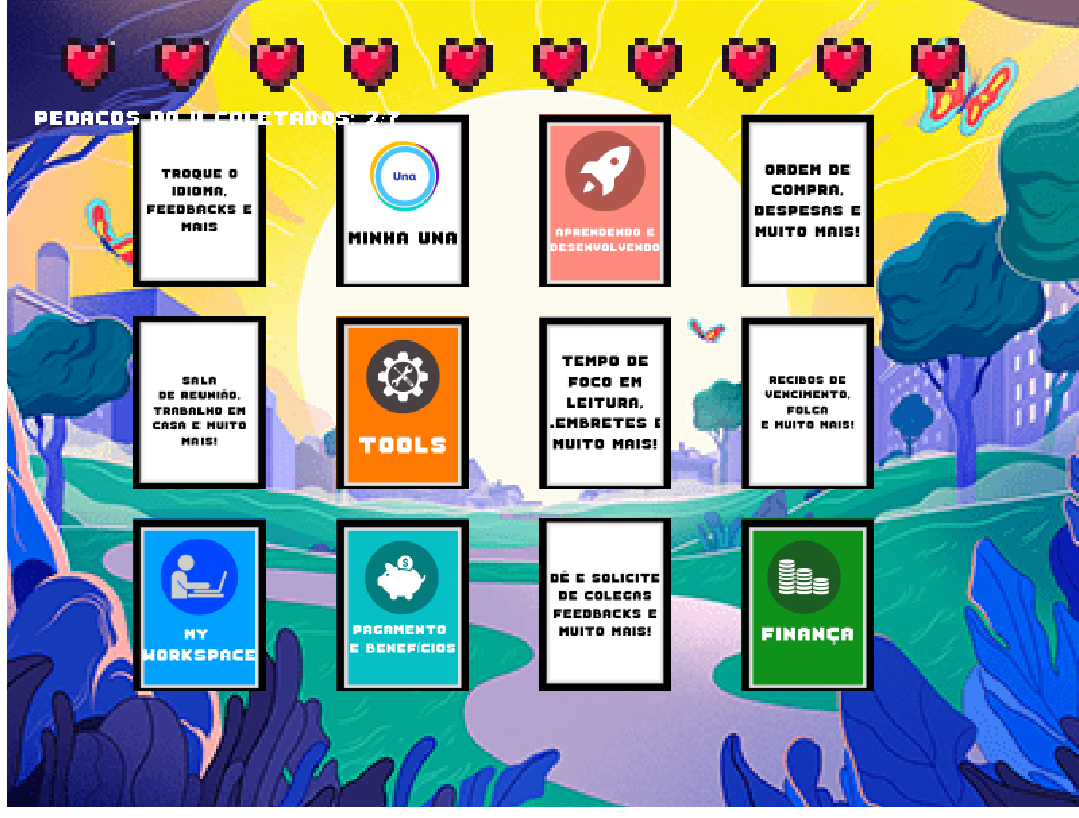 PEDACOS DO U COLETADOS: 2/7
TROQUE O
IDIOMA,
FEEDBACKS E
MAIS
Una
MINHA UNA
APRENDENDO E
DESENVOLVENDO
ORDEM DE
COMPRA,
DESPESAS E
MUITO MAIS!
SALA
DE REUNIÃO,
TRABALHO EM
CASA E MUITO
MAIS!
TOOLS
TEMPO DE
FOCO EM
LEITURA,
LEMBRETES E
MUITO MAIS!
RECIBOS DE
VENCIMENTO,
FOLGA
E MUITO MAIS!
MY
WORKSPACE
$
PAGAMENTO
E BENEFÍCIOS
DÊ E SOLICITE
DE COLEGAS
FEEDBACKS E
MUITO MAIS!
FINANÇA